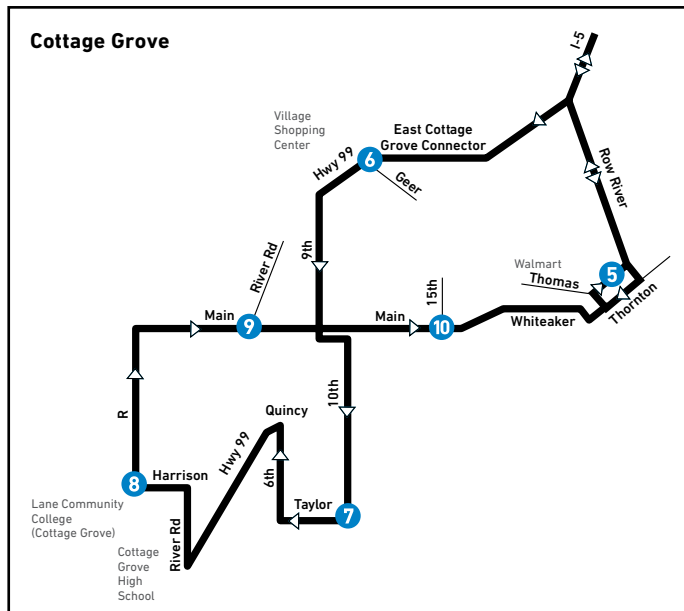 Cottage Grove
I-5
Village
Shopping
Center
East Cottage
Grove Connector
Hwy 99
6
Geer
Row River
9th
River Rd
Walmart
5
Thomas
15th
Thornton
Main
9
Main
10
Whiteaker
10th
R
Quincy
Hwy 99
6th
8
Harrison
Taylor
7
Lane Community
College
(Cottage Grove)
River Rd
Cottage
Grove
High
School